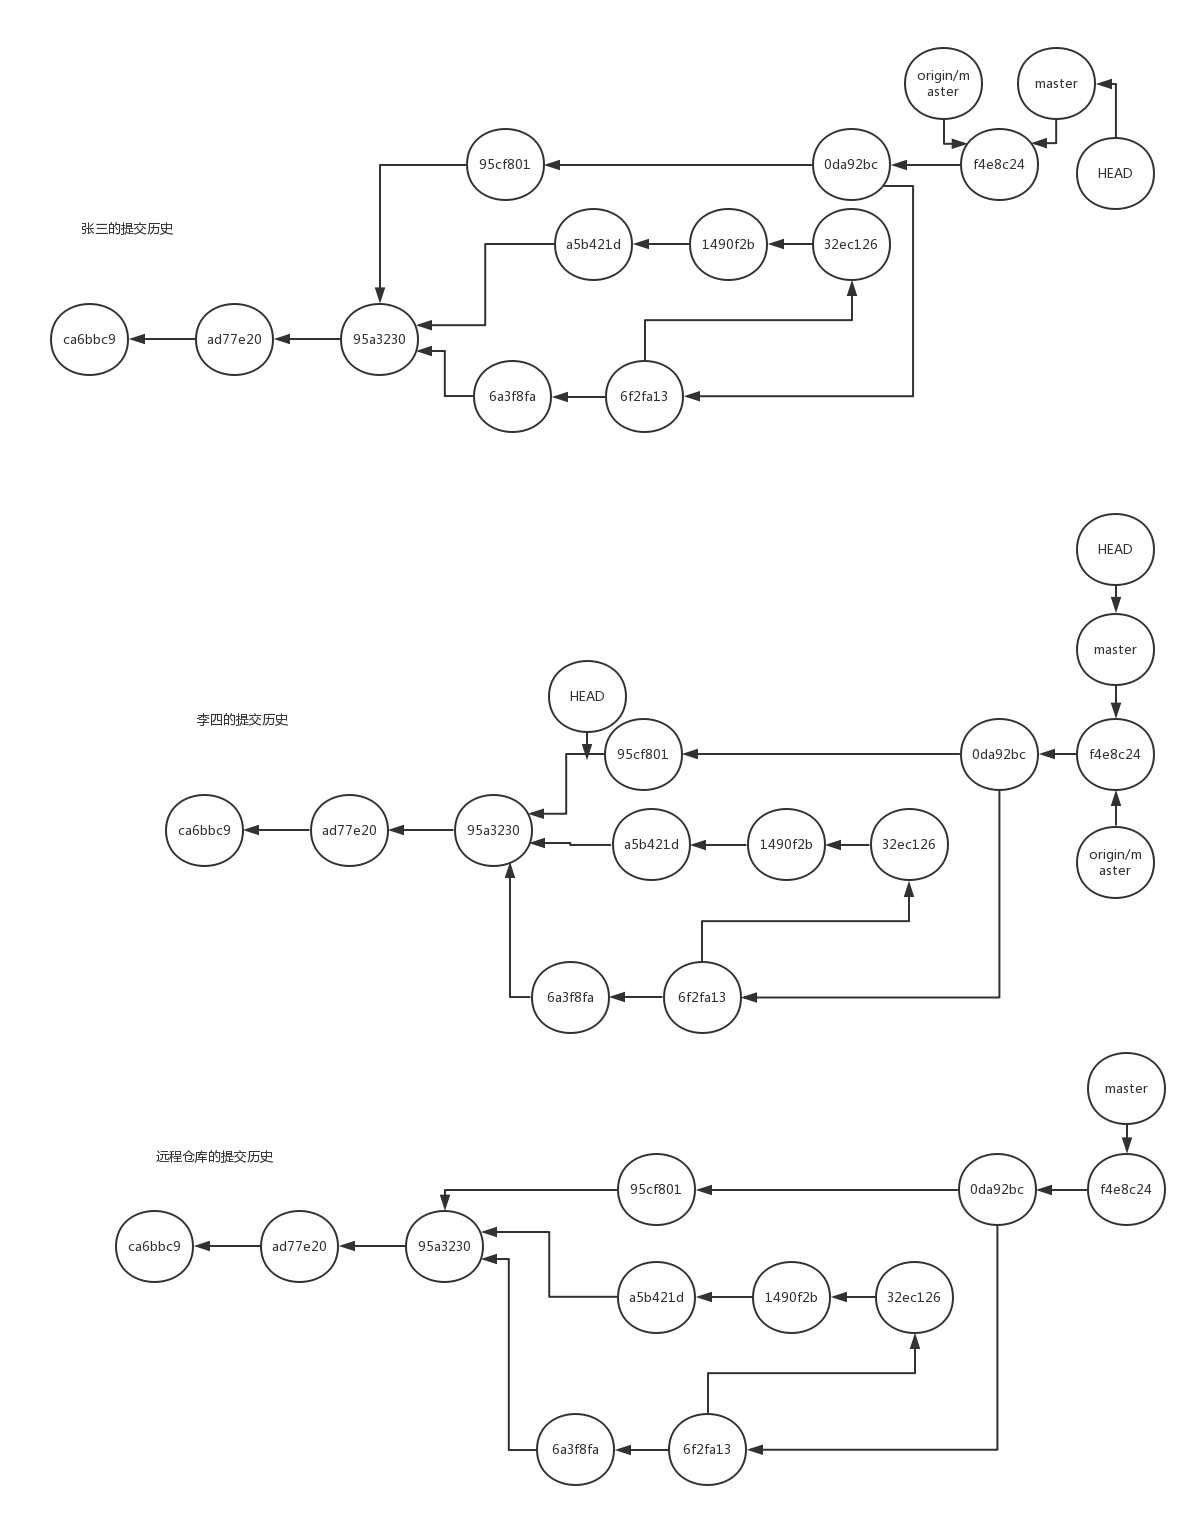 origin/m
aster
master
95cf801
0da92bc
f4e8c24
HEAD
张三的提交历史
a5b421d
1490f2b
32ec126
ca6bbc9
ad77e20
95a3230
6a3f8fa
6f2fa13
HEAD
master
HEAD
李四的提交历史
95cf801
0da92bc
f4e8c24
ca6bbc9
ad77e20
95a3230
a5b421d
1490f2b
32ec126
origin/m
aster
6a3f8fa
6f2fa13
master
远程仓库的提交历史
95cf801
0da92bc
f4e8c24
ca6bbc9
ad77e20
95a3230
a5b421d
1490f2b
32ec126
6a3f8fa
6f2fa13